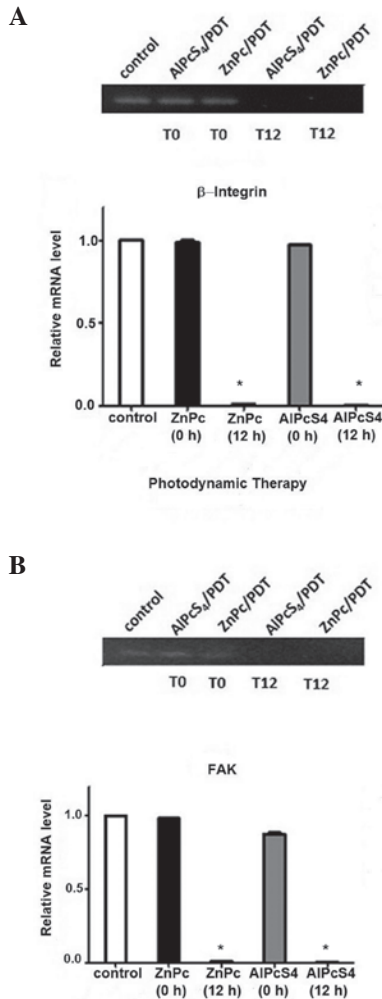 A
control AlPcS₄/PDT ZnPc/PDT AlPcS₄/PDT ZnPc/PDT
T0 T0 T12 T12
β–Integrin
Relative mRNA level
1.0
0.5
0.0
* *
control ZnPc ZnPc AlPcS4 AlPcS4
(0 h) (12 h) (0 h) (12 h)
Photodynamic Therapy
B
control AlPcS₄/PDT ZnPc/PDT AlPcS₄/PDT ZnPc/PDT
T0 T0 T12 T12
FAK
Relative mRNA level
1.0
0.5
0.0
* *
control ZnPc ZnPc AlPcS4 AlPcS4
(0 h) (12 h) (0 h) (12 h)